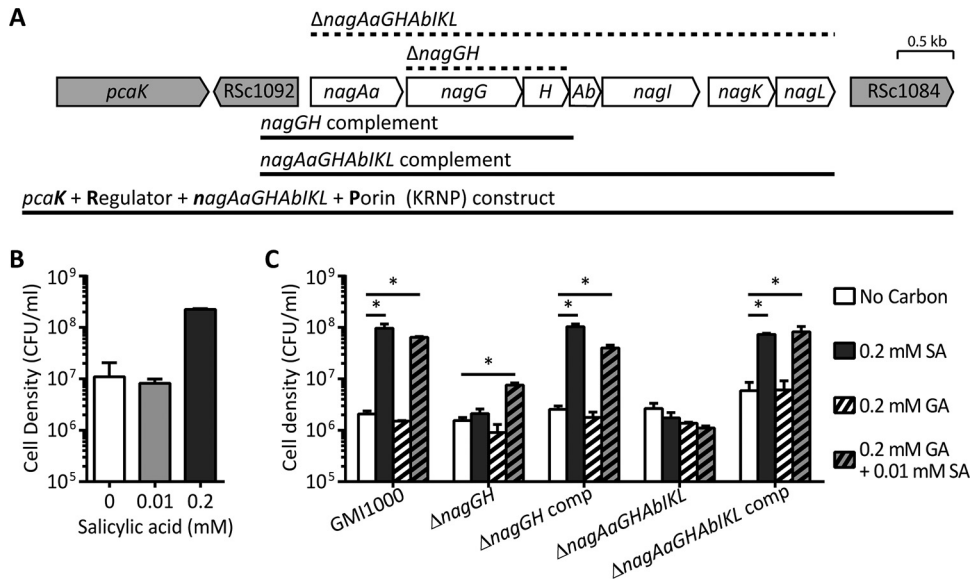 A
ΔnagAaGHAbIKL
ΔnagGH
0.5 kb
pcaK RSc1092 nagAa nagG H Ab nagI nagK nagL RSc1084
nagGH complement
nagAaGHAbIKL complement
pcaK + Regulator + nagAaGHAbIKL + Porin (KRNP) construct
B
Cell Density (CFU/ml)
10⁹
10⁸
10⁷
10⁶
10⁵
0 0.01 0.2
Salicylic acid (mM)
C
Cell density (CFU/ml)
10⁹
10⁸
10⁷
10⁶
10⁵
* * * * * * *
GMI1000
ΔnagGH
ΔnagGH comp
ΔnagAaGHAbIKL
ΔnagAaGHAbIKL comp
No Carbon
0.2 mM SA
0.2 mM GA
0.2 mM GA
+ 0.01 mM SA